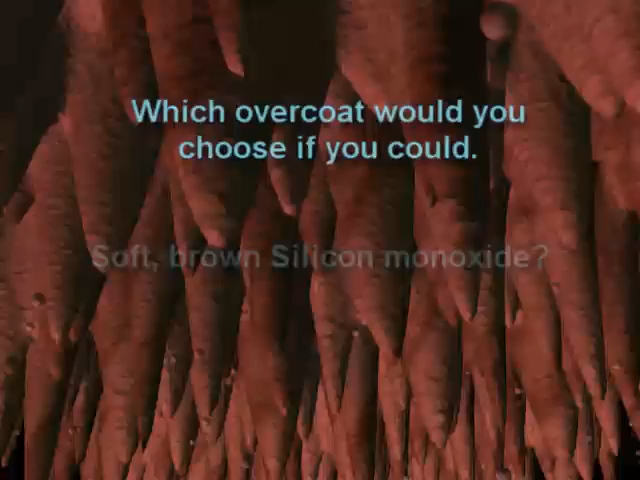 Which overcoat would you
choose if you could.
Soft, brown Silicon monoxide?